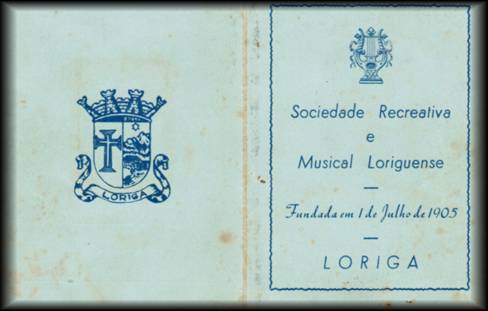 LORIGA
Sociedade Recreativa
e
Musical Loriguense
Fundada em 1 de Julho de 1905
LORIGA